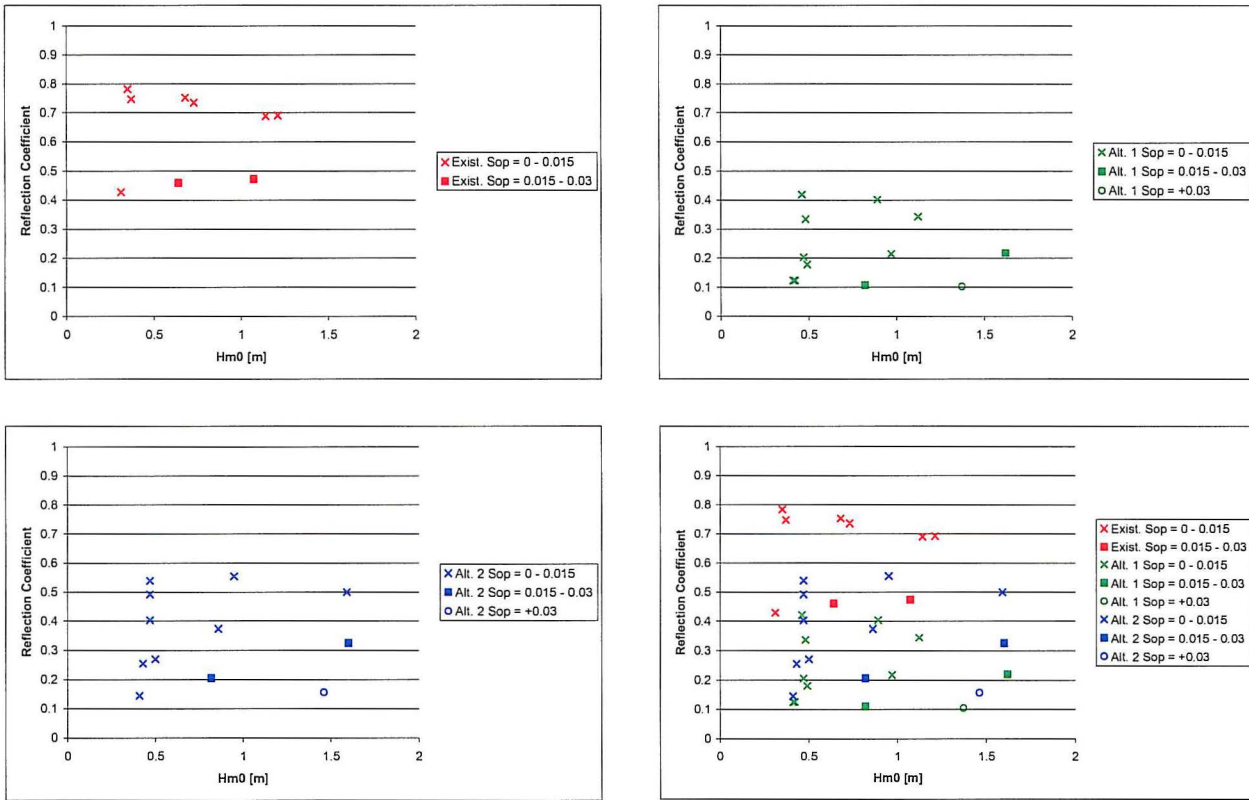 1
0.9
0.8
0.7
0.6
0.5
0.4
0.3
0.2
0.1
0
Reflection Coefficient
0 0.5 1 1.5 2
Hm0 [m]
Exist. Sop = 0 - 0.015
Exist. Sop = 0.015 - 0.03
1
0.9
0.8
0.7
0.6
0.5
0.4
0.3
0.2
0.1
0
Reflection Coefficient
0 0.5 1 1.5 2
Hm0 [m]
Alt. 1 Sop = 0 - 0.015
Alt. 1 Sop = 0.015 - 0.03
Alt. 1 Sop = +0.03
1
0.9
0.8
0.7
0.6
0.5
0.4
0.3
0.2
0.1
0
Reflection Coefficient
0 0.5 1 1.5 2
Hm0 [m]
Alt. 2 Sop = 0 - 0.015
Alt. 2 Sop = 0.015 - 0.03
Alt. 2 Sop = +0.03
1
0.9
0.8
0.7
0.6
0.5
0.4
0.3
0.2
0.1
0
Reflection Coefficient
0 0.5 1 1.5 2
Hm0 [m]
Exist. Sop = 0 - 0.015
Exist. Sop = 0.015 - 0.03
Alt. 1 Sop = 0 - 0.015
Alt. 1 Sop = 0.015 - 0.03
Alt. 1 Sop = +0.03
Alt. 2 Sop = 0 - 0.015
Alt. 2 Sop = 0.015 - 0.03
Alt. 2 Sop = +0.03